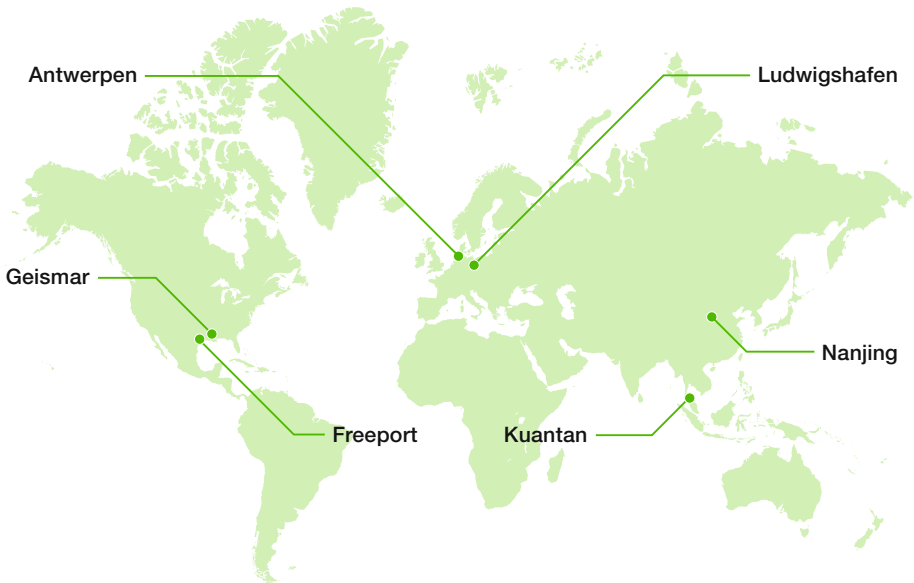 Antwerpen
Ludwigshafen
Geismar
Nanjing
Freeport
Kuantan